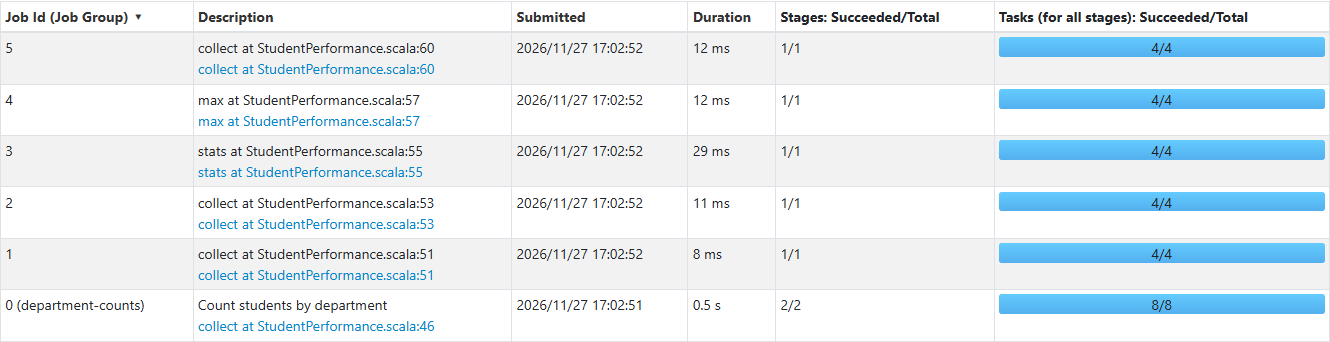 Job Id (Job Group) ▾ Description Submitted Duration Stages: Succeeded/Total Tasks (for all stages): Succeeded/Total
5 collect at StudentPerformance.scala:60 2026/11/27 17:02:52 12 ms 1/1 4/4
collect at StudentPerformance.scala:60
4 max at StudentPerformance.scala:57 2026/11/27 17:02:52 12 ms 1/1 4/4
max at StudentPerformance.scala:57
3 stats at StudentPerformance.scala:55 2026/11/27 17:02:52 29 ms 1/1 4/4
stats at StudentPerformance.scala:55
2 collect at StudentPerformance.scala:53 2026/11/27 17:02:52 11 ms 1/1 4/4
collect at StudentPerformance.scala:53
1 collect at StudentPerformance.scala:51 2026/11/27 17:02:52 8 ms 1/1 4/4
collect at StudentPerformance.scala:51
0 (department-counts) Count students by department 2026/11/27 17:02:51 0.5 s 2/2 8/8
collect at StudentPerformance.scala:46